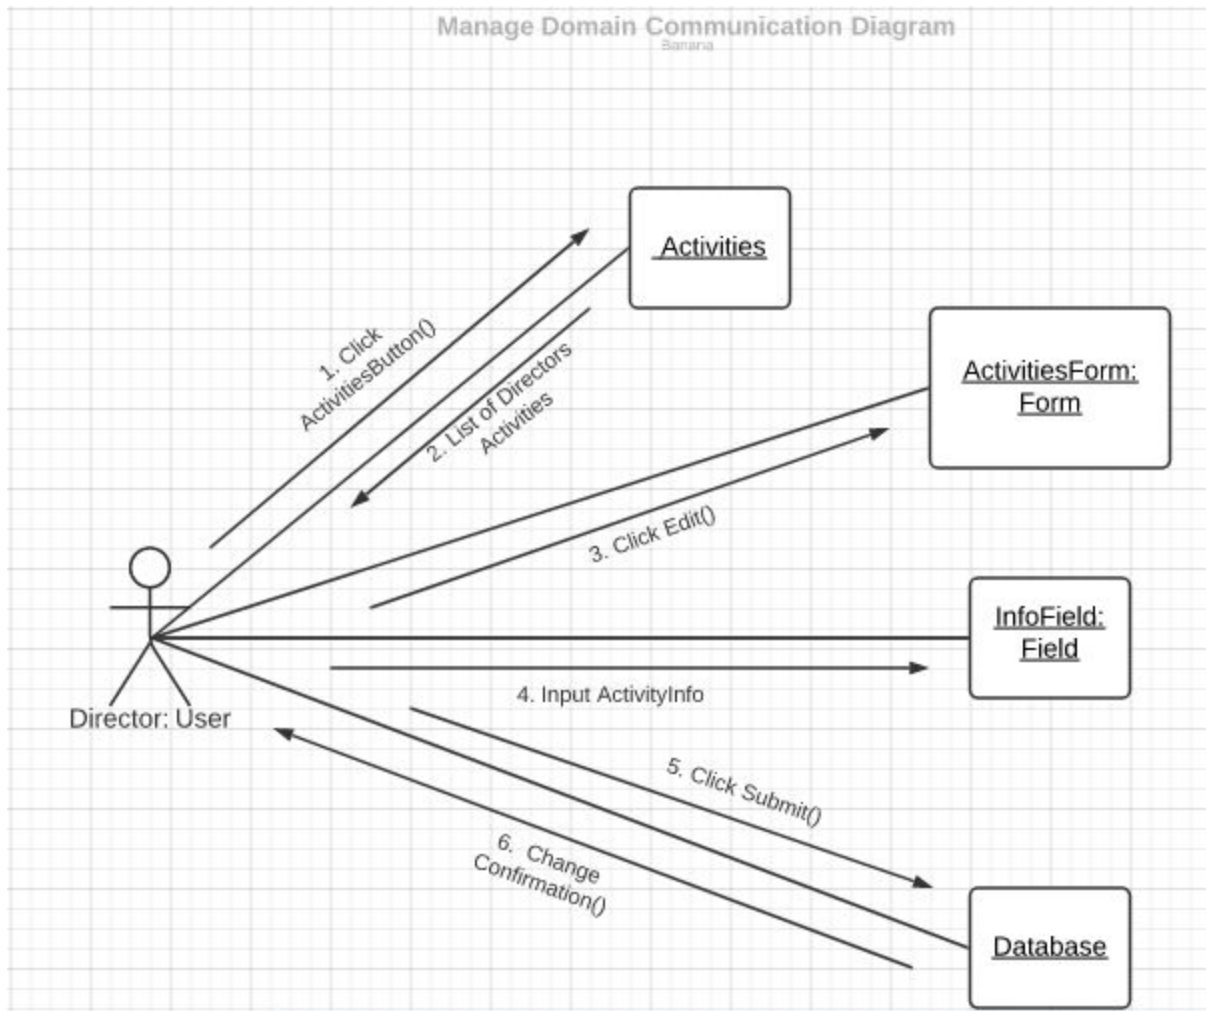 Manage Domain Communication Diagram
Banana
Activities
1. Click
ActivitiesButton()
2. List of Directors
Activities
ActivitiesForm:
Form
3. Click Edit()
InfoField:
Field
4. Input ActivityInfo
Director: User
5. Click Submit()
6. Change
Confirmation()
Database